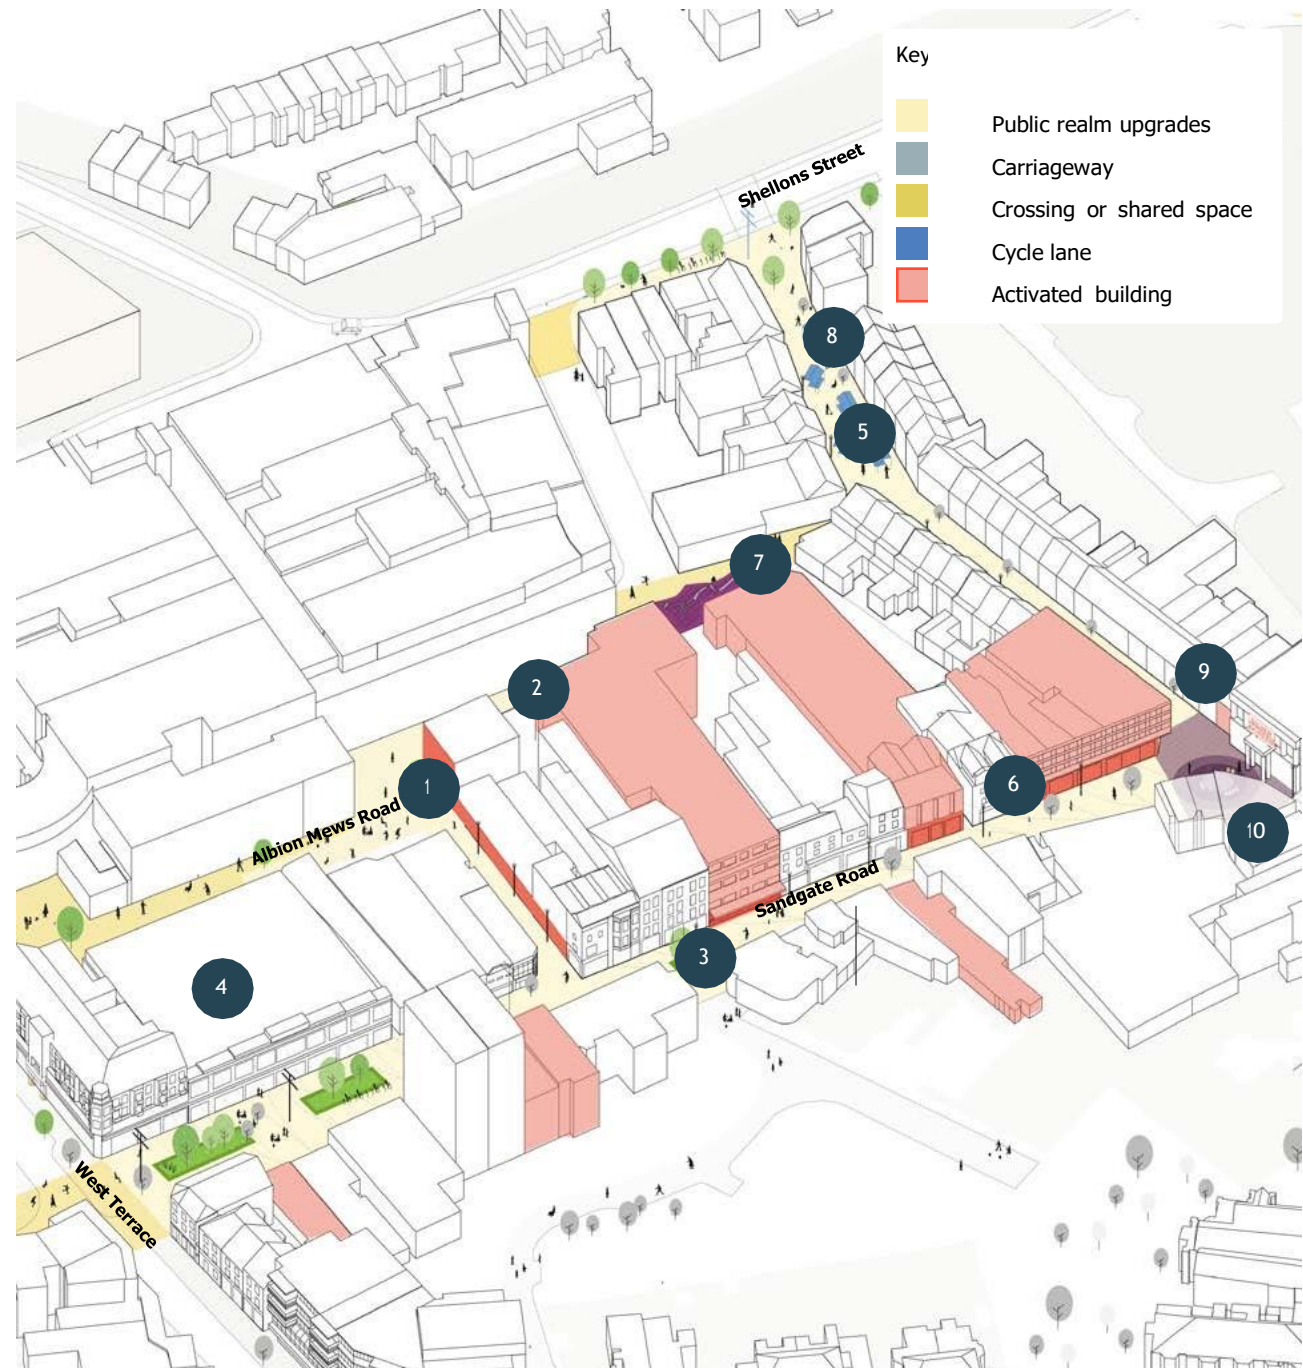 Key
Public realm upgrades
Carriageway
Crossing or shared space
Cycle lane
Activated building
Shellons Street
8
5
7
2
9
1
6
Albion Mews Road
10
Sandgate Road
3
4
West Terrace